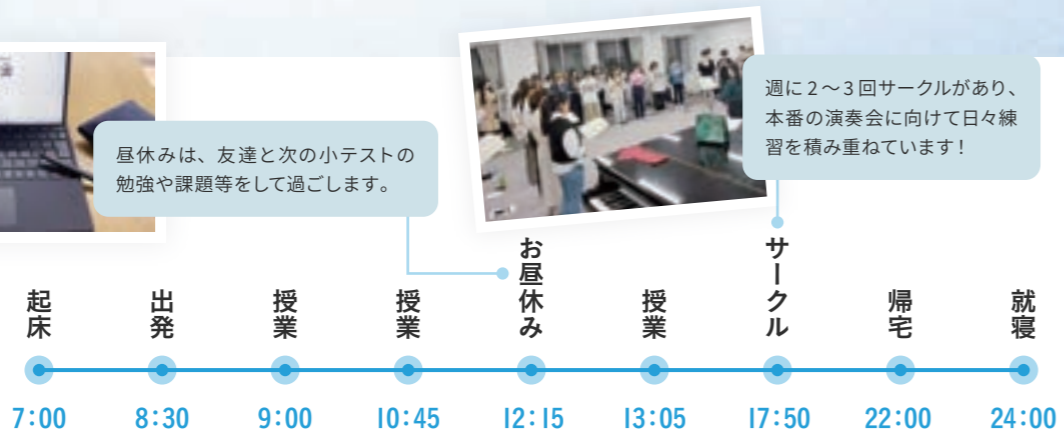 昼休みは、友達と次の小テストの
勉強や課題等をして過ごします。
週に2～3回サークルがあり、
本番の演奏会に向けて日々練
習を積み重ねています！
起床
出発
授業
授業
お昼休み
授業
サークル
帰宅
就寝
7:00
8:30
9:00
10:45
12:15
13:05
17:50
22:00
24:00